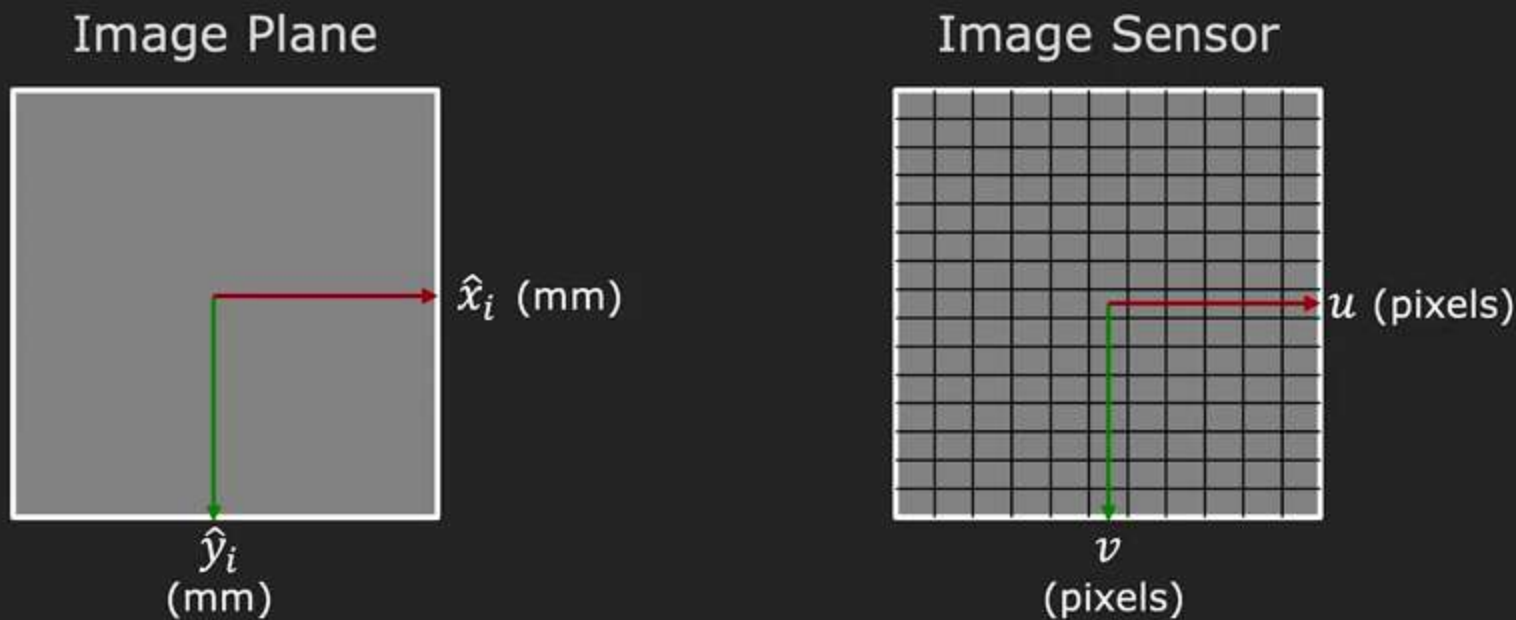 Image Plane
Image Sensor
x̂ᵢ (mm)
u (pixels)
ŷᵢ
(mm)
v
(pixels)